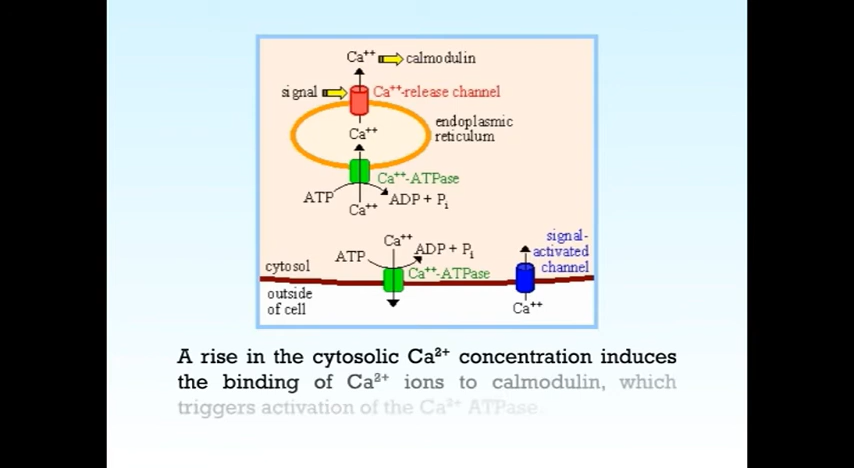 Ca⁺⁺ calmodulin
signal Ca⁺⁺-release channel
Ca⁺⁺
endoplasmic
reticulum
Ca⁺⁺-ATPase
ATP
ADP + Pᵢ
Ca⁺⁺
Ca⁺⁺
ATP
ADP + Pᵢ
Ca⁺⁺-ATPase
signal-
activated
channel
cytosol
outside
of cell
Ca⁺⁺
A rise in the cytosolic Ca²⁺ concentration induces
the binding of Ca²⁺ ions to calmodulin, which
triggers activation of the Ca²⁺ ATPase.